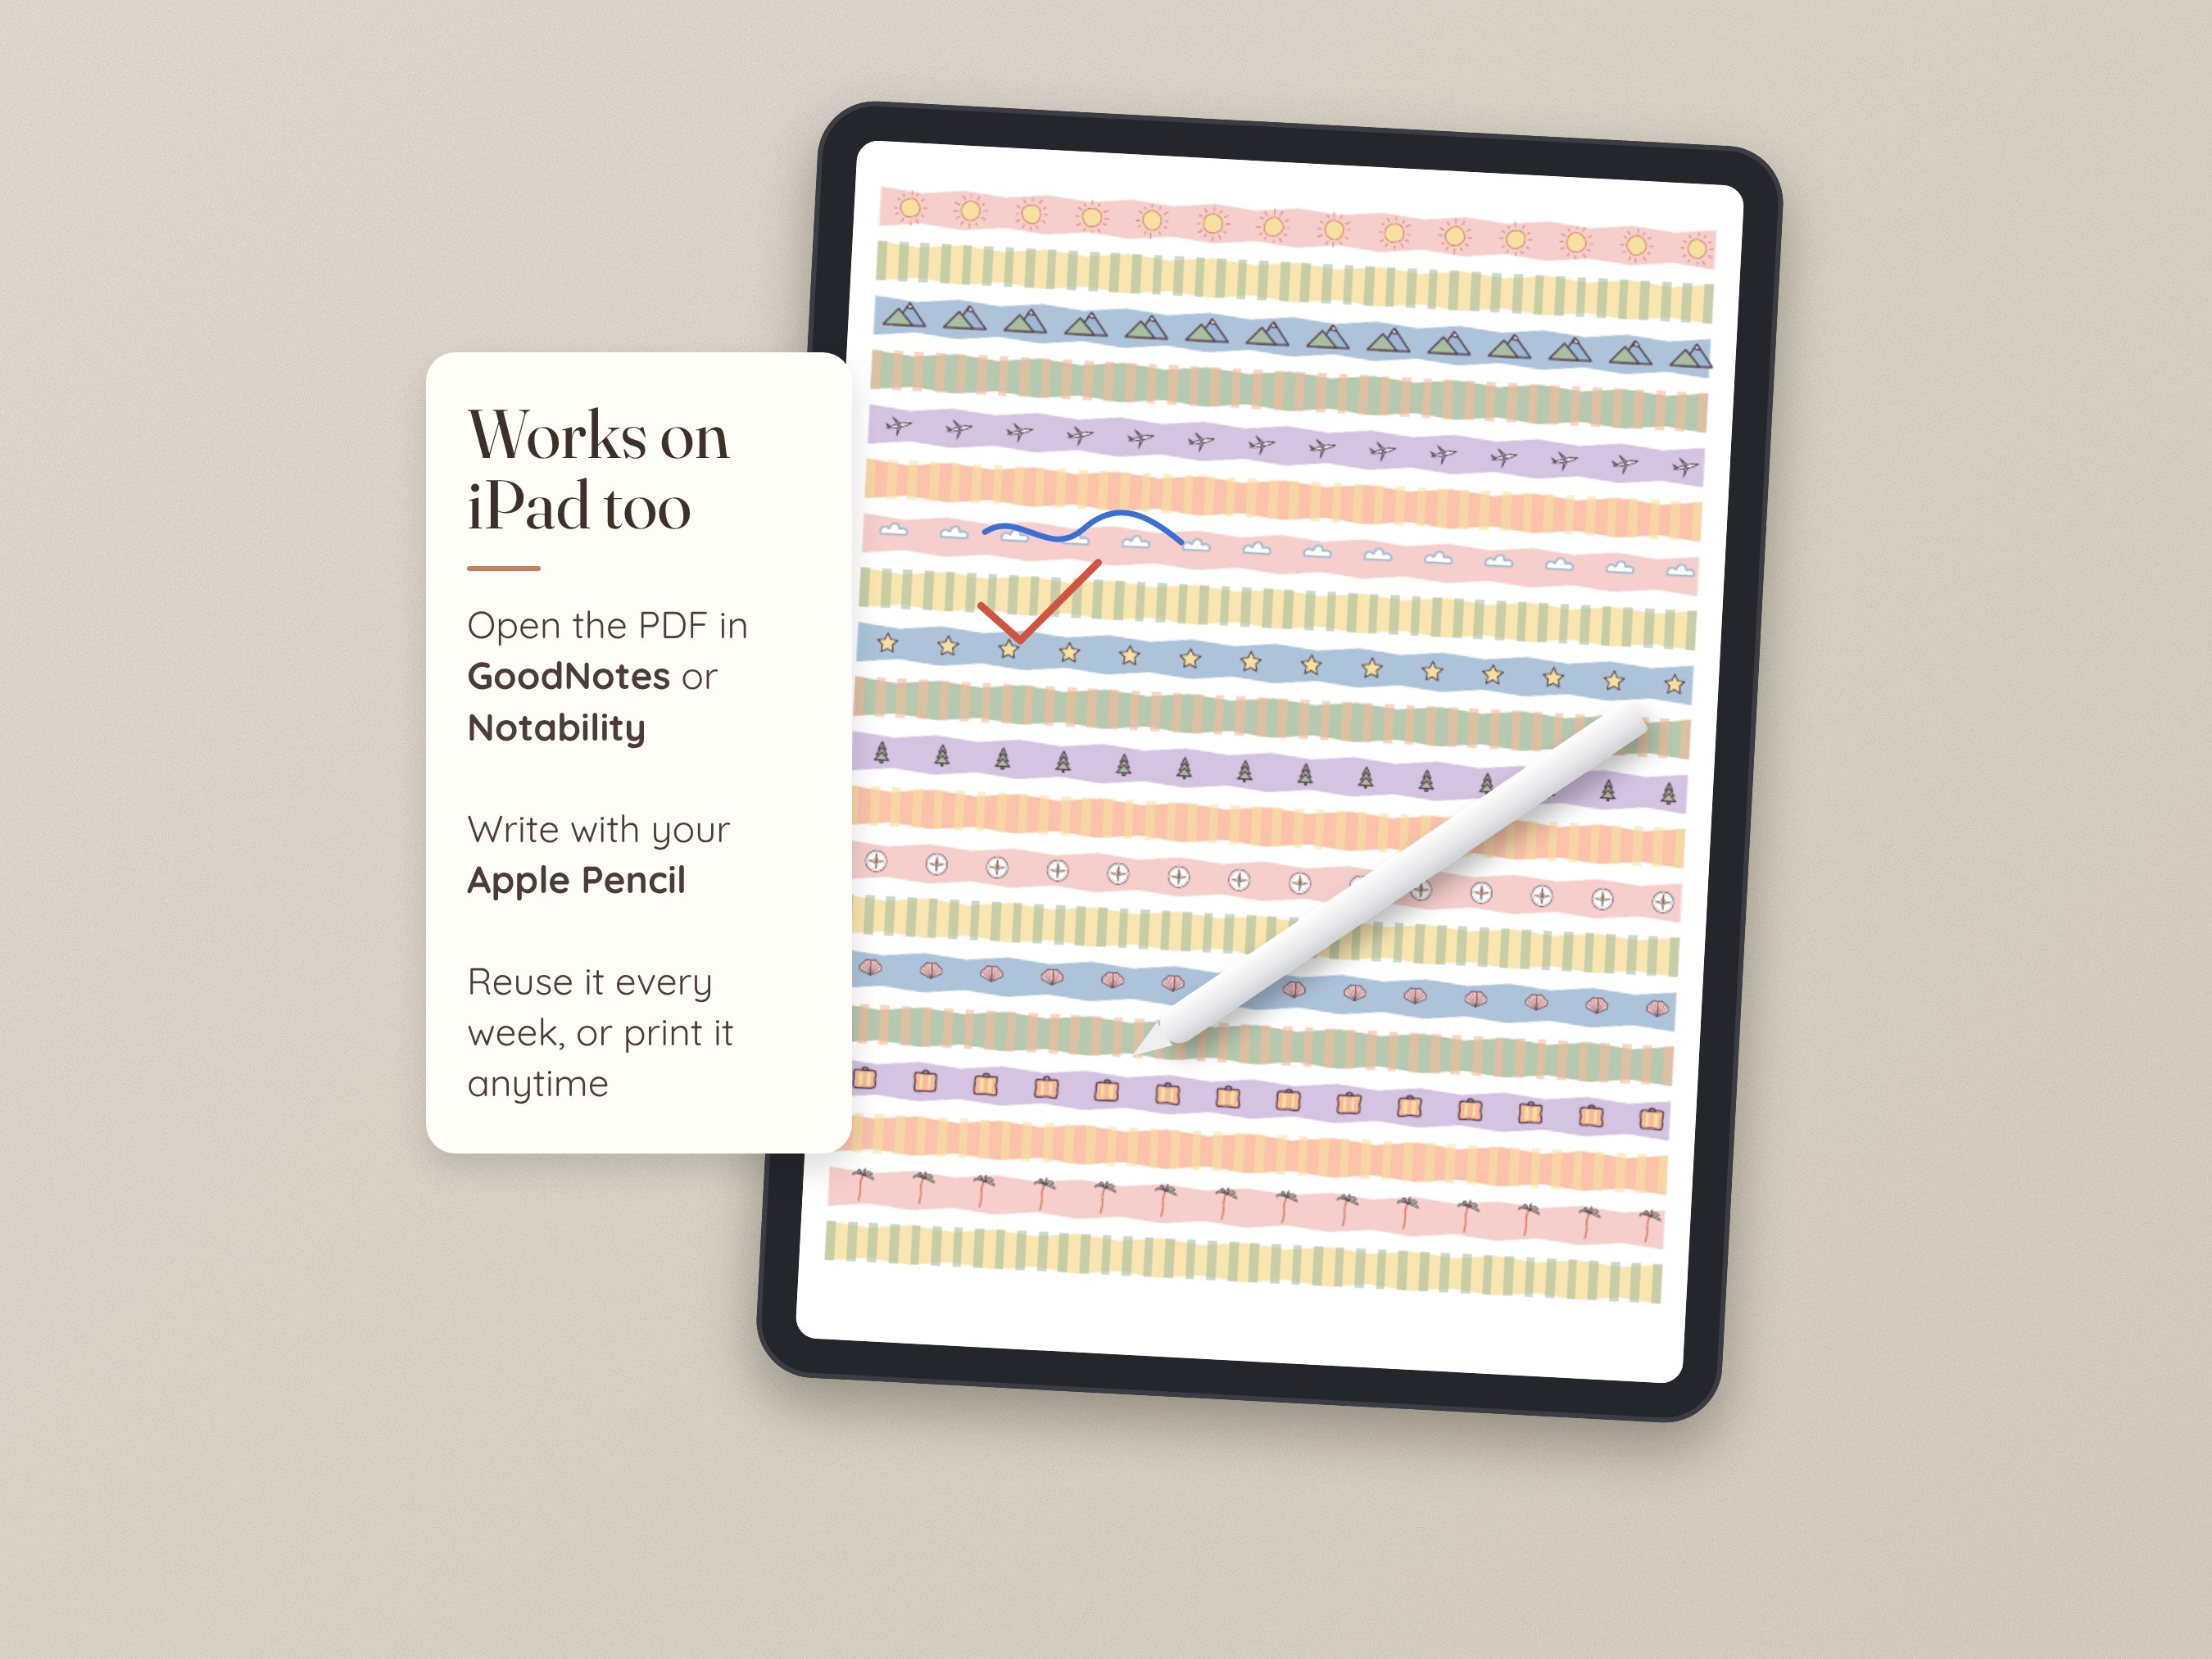 Works on
iPad too
Open the PDF in
GoodNotes or
Notability
Write with your
Apple Pencil
Reuse it every
week, or print it
anytime